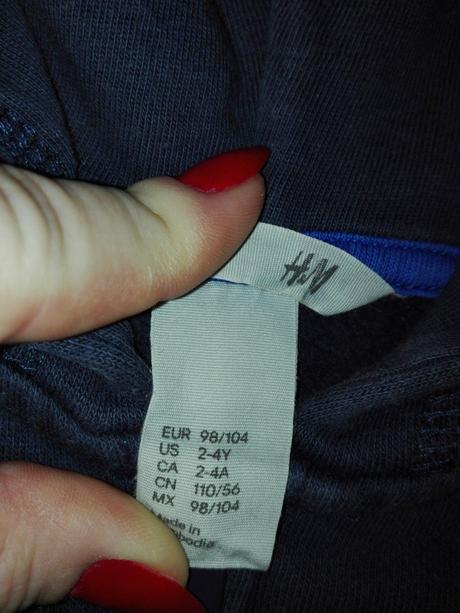 H&M
EUR 98/104
US 2-4Y
CA 2-4A
CN 110/56
MX 98/104
Made in